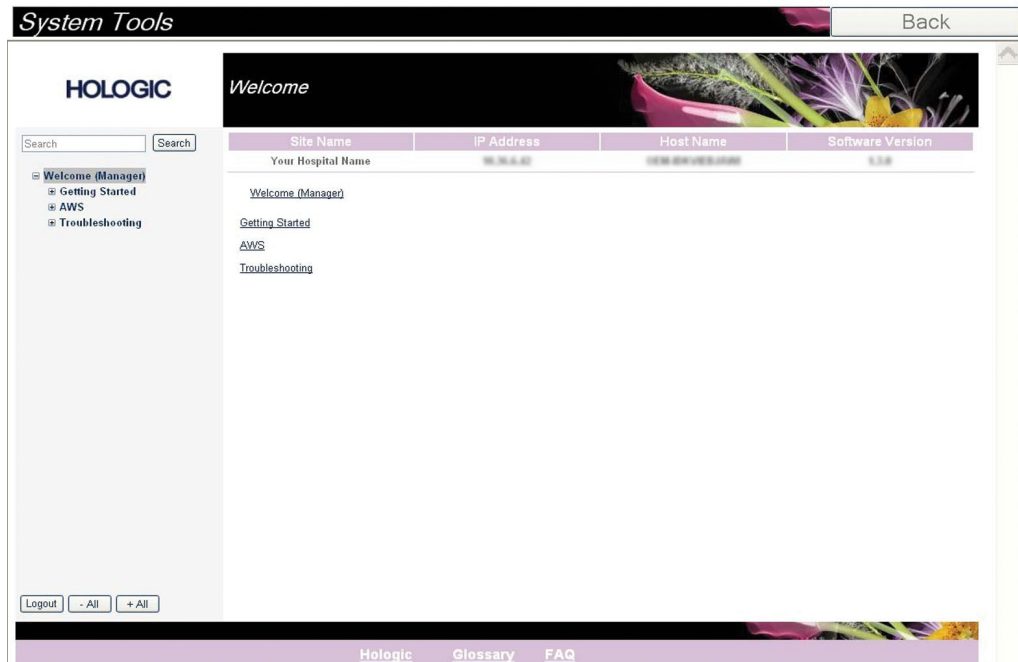 System Tools
Back
HOLOGIC
Welcome
Search
Search
Site Name
IP Address
Host Name
Software Version
Your Hospital Name
Welcome (Manager)
Getting Started
AWS
Troubleshooting
Welcome (Manager)
Getting Started
AWS
Troubleshooting
Logout
- All
+ All
Hologic
Glossary
FAQ